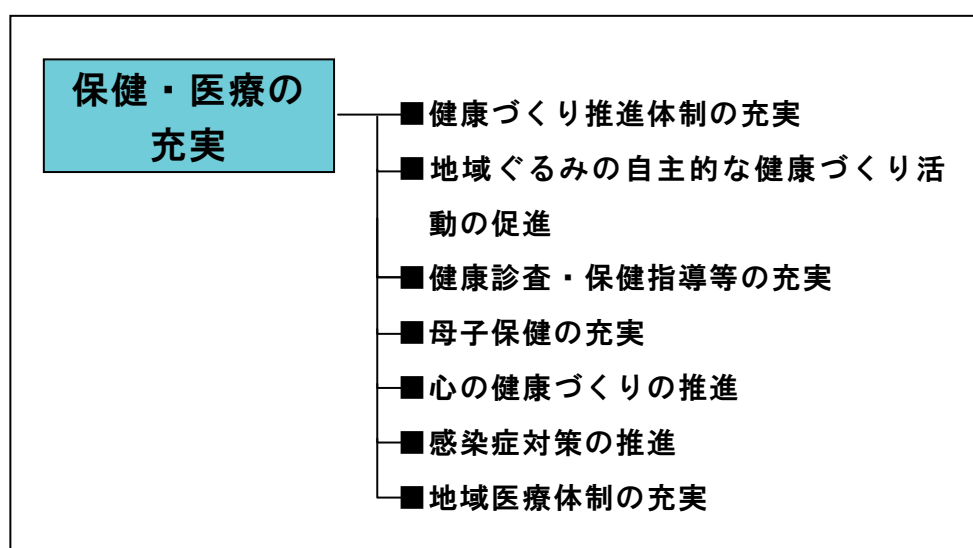 保健・医療の
充実
■健康づくり推進体制の充実
■地域ぐるみの自主的な健康づくり活
動の促進
■健康診査・保健指導等の充実
■母子保健の充実
■心の健康づくりの推進
■感染症対策の推進
■地域医療体制の充実